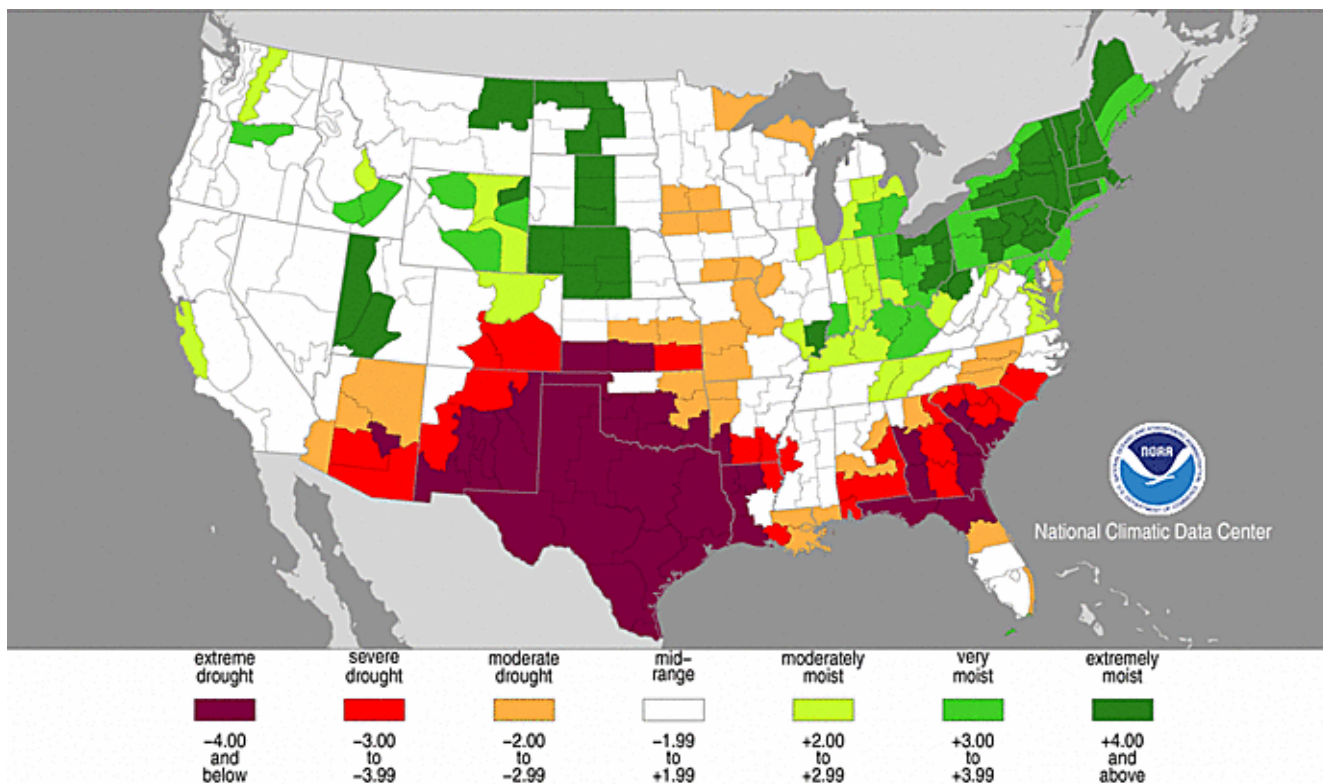 NOAA
National Climatic Data Center
extreme drought
severe drought
moderate drought
mid-range
moderately moist
very moist
extremely moist
−4.00 and below
−3.00 to −3.99
−2.00 to −2.99
−1.99 to +1.99
+2.00 to +2.99
+3.00 to +3.99
+4.00 and above